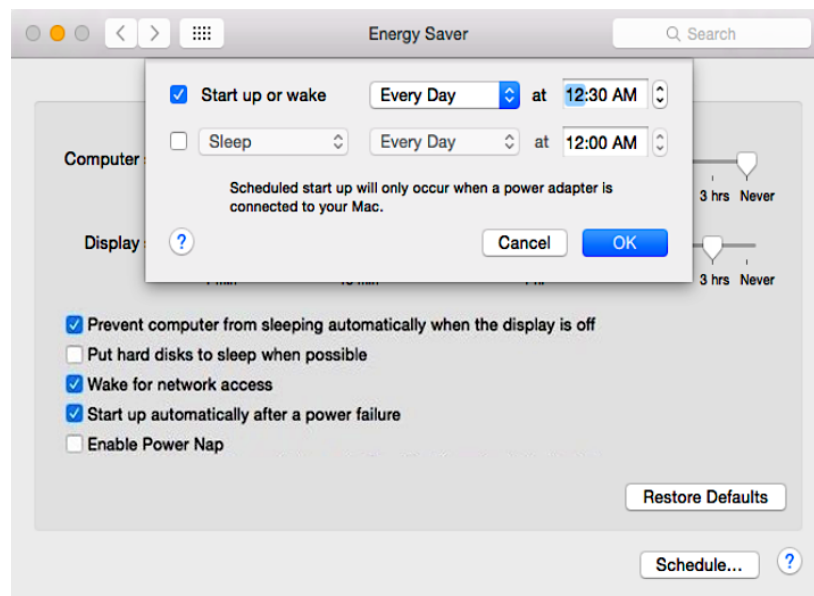 Energy Saver
Search
Start up or wake Every Day at 12:30 AM
Sleep Every Day at 12:00 AM
Computer
3 hrs Never
Scheduled start up will only occur when a power adapter is
connected to your Mac.
? Cancel OK
Display
3 hrs Never
Prevent computer from sleeping automatically when the display is off
Put hard disks to sleep when possible
Wake for network access
Start up automatically after a power failure
Enable Power Nap
Restore Defaults
Schedule... ?